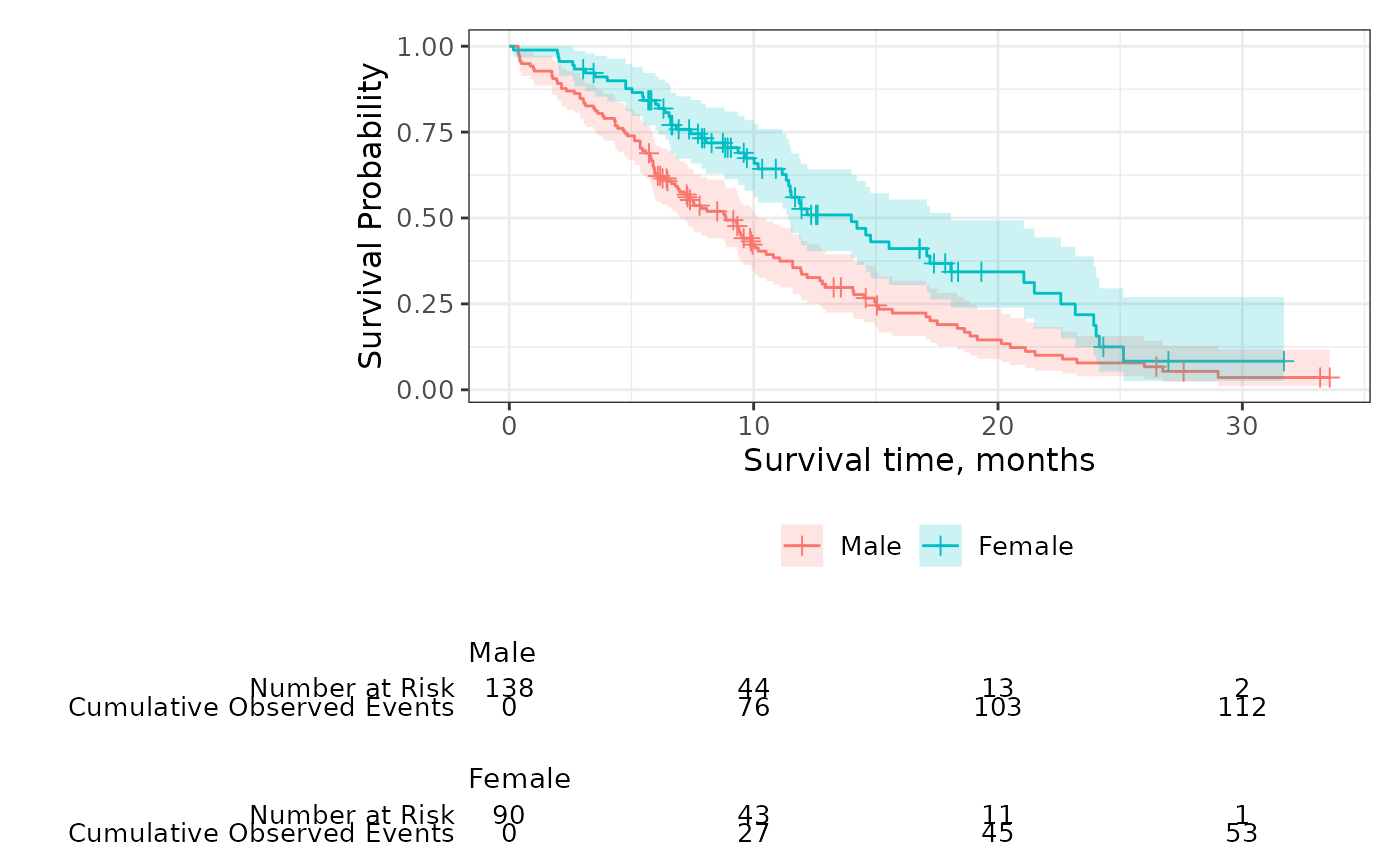 Survival Probability
1.00
0.75
0.50
0.25
0.00
0 10 20 30
Survival time, months
Male Female
Male
Number at Risk 138 44 13 2
Cumulative Observed Events 0 76 103 112
Female
Number at Risk 90 43 11 1
Cumulative Observed Events 0 27 45 53